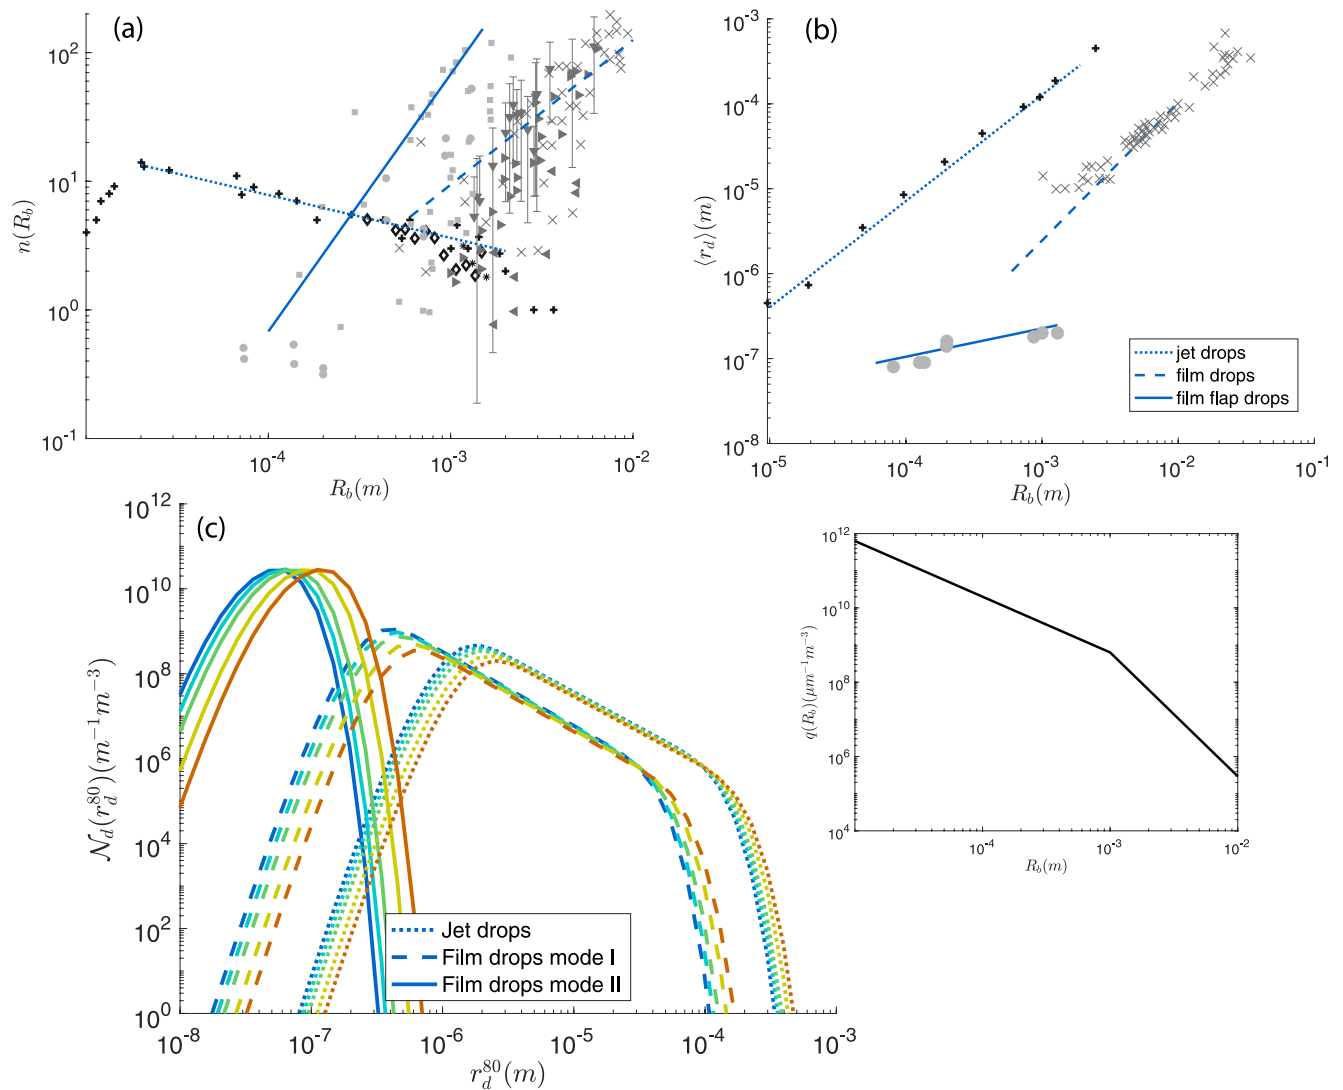 (a)
10^2
10^1
10^0
10^-1
n(R_b)
10^-4
10^-3
10^-2
R_b(m)
(b)
10^-3
10^-4
10^-5
10^-6
10^-7
10^-8
⟨r_d⟩(m)
jet drops
film drops
film flap drops
10^-5
10^-4
10^-3
10^-2
10^-1
R_b(m)
(c)
10^12
10^10
10^8
10^6
10^4
10^2
10^0
𝒩_d(r_d^80)(m^-1m^-3)
Jet drops
Film drops mode I
Film drops mode II
10^-8
10^-7
10^-6
10^-5
10^-4
10^-3
r_d^80(m)
10^12
10^10
10^8
10^6
10^4
q(R_b)(μm^-1m^-3)
10^-4
10^-3
10^-2
R_b(m)